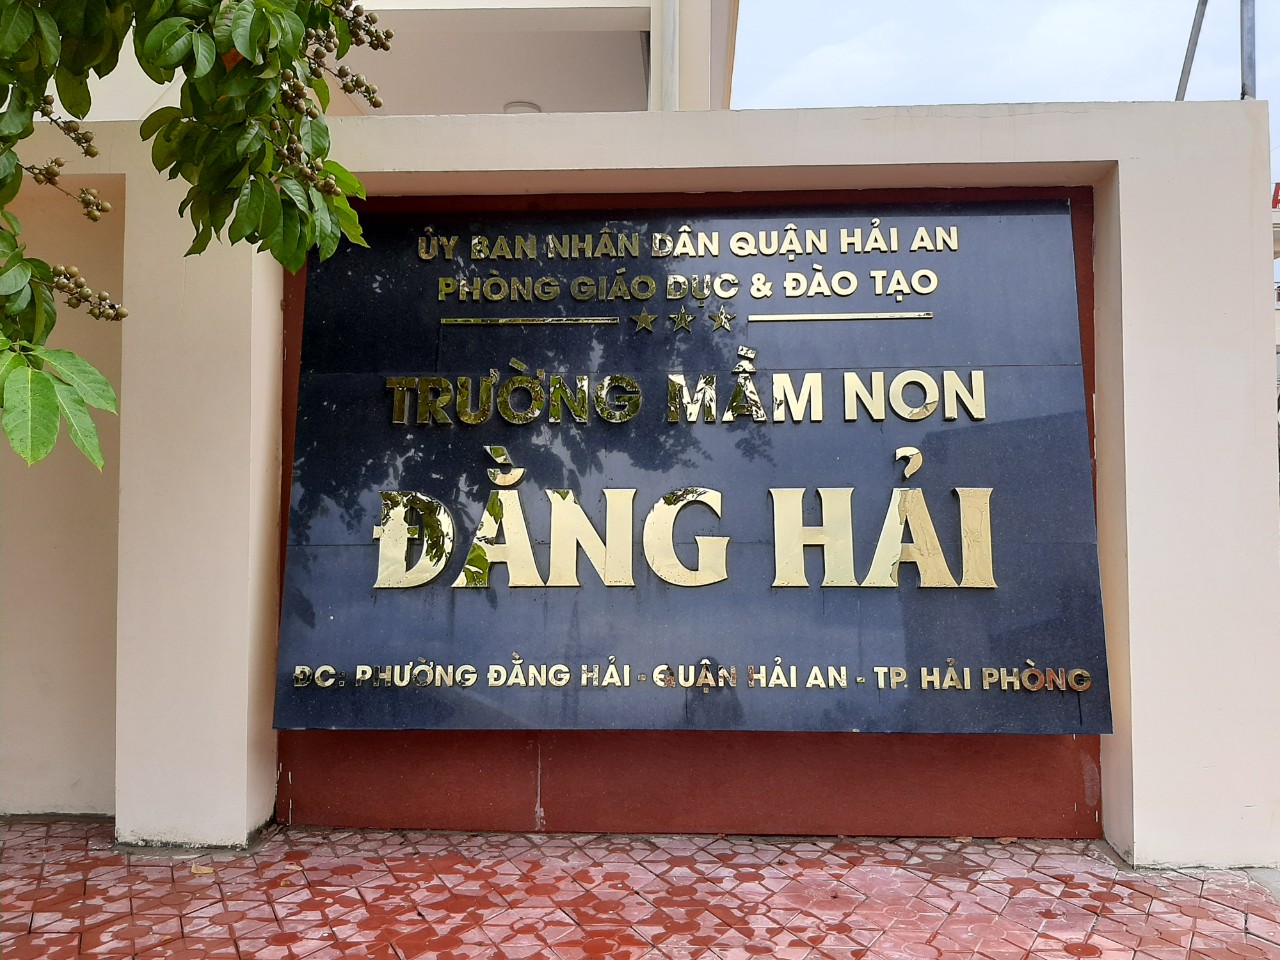 ỦY BAN NHÂN DÂN QUẬN HẢI AN
PHÒNG GIÁO DỤC & ĐÀO TẠO
TRƯỜNG MẦM NON
ĐẰNG HẢI
ĐC: PHƯỜNG ĐẰNG HẢI - QUẬN HẢI AN - TP. HẢI PHÒNG